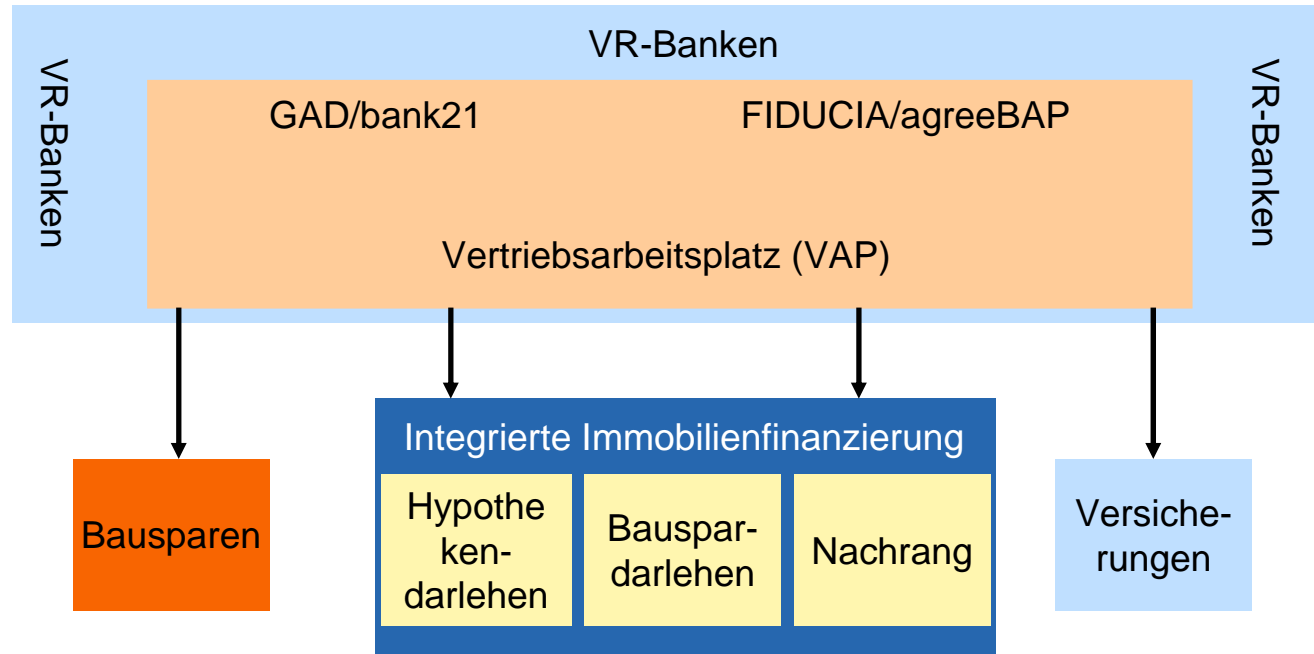 VR-Banken
VR-Banken
VR-Banken
GAD/bank21
FIDUCIA/agreeBAP
Vertriebsarbeitsplatz (VAP)
Integrierte Immobilienfinanzierung
Bausparen
Hypothe
ken-
darlehen
Bauspar-
darlehen
Nachrang
Versiche-
rungen